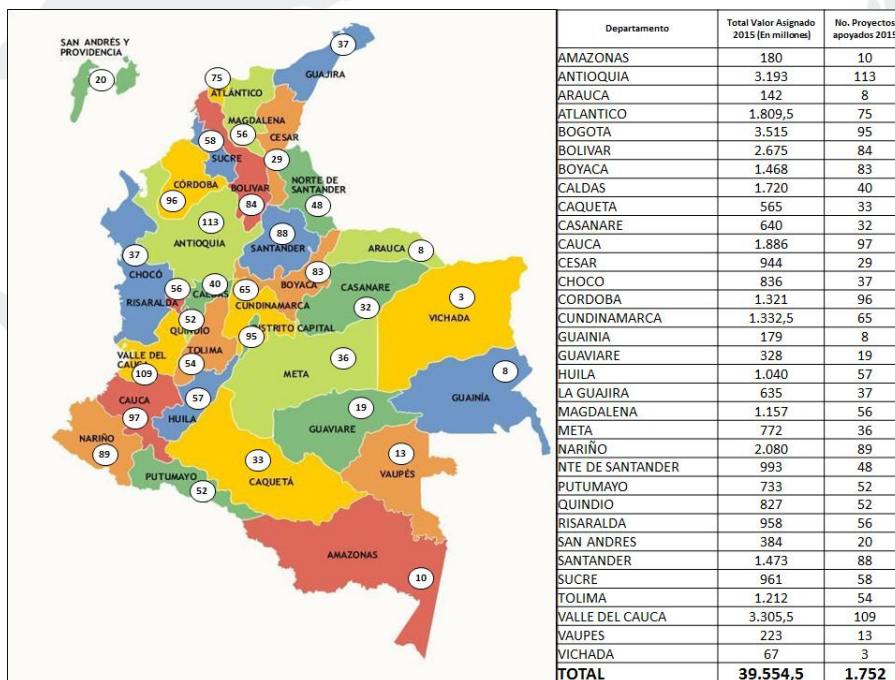 SAN ANDRÉS Y
PROVIDENCIA
20
37
GUAJIRA
75
ATLÁNTICO
MAGDALENA
56
CESAR
58
SUCRE
29
CÓRDOBA
96
BOLIVAR
84
NORTE DE
SANTANDER
48
113
ANTIOQUIA
88
SANTANDER
ARAUCA
8
37
CHOCÓ
83
BOYACA
CASANARE
32
3
VICHADA
RISARALDA
56
40
CALDAS
65
CUNDINAMARCA
52
QUINDIO
95
DISTRITO CAPITAL
TOLIMA
54
VALLE DEL
CAUCA
109
36
META
8
GUAINÍA
CAUCA
97
57
HUILA
19
GUAVIARE
NARIÑO
89
33
CAQUETÁ
13
VAUPÉS
PUTUMAYO
52
AMAZONAS
10
Departamento Total Valor Asignado 2015 (En millones) No. Proyectos apoyados 2015
AMAZONAS 180 10
ANTIOQUIA 3.193 113
ARAUCA 142 8
ATLANTICO 1.809,5 75
BOGOTA 3.515 95
BOLIVAR 2.675 84
BOYACA 1.468 83
CALDAS 1.720 40
CAQUETA 565 33
CASANARE 640 32
CAUCA 1.886 97
CESAR 944 29
CHOCO 836 37
CORDOBA 1.321 96
CUNDINAMARCA 1.332,5 65
GUAINIA 179 8
GUAVIARE 328 19
HUILA 1.040 57
LA GUAJIRA 635 37
MAGDALENA 1.157 56
META 772 36
NARIÑO 2.080 89
NTE DE SANTANDER 993 48
PUTUMAYO 733 52
QUINDIO 827 52
RISARALDA 958 56
SAN ANDRES 384 20
SANTANDER 1.473 88
SUCRE 961 58
TOLIMA 1.212 54
VALLE DEL CAUCA 3.305,5 109
VAUPES 223 13
VICHADA 67 3
TOTAL 39.554,5 1.752